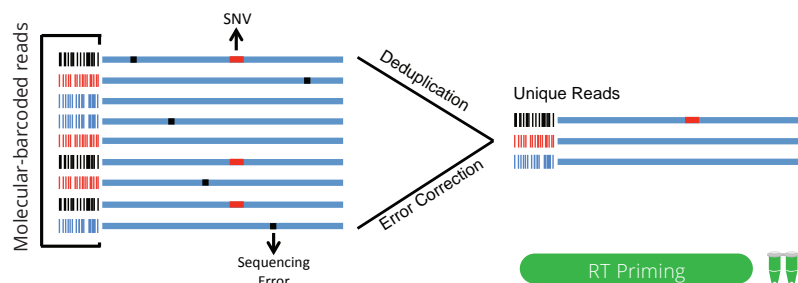 SNV
Molecular-barcoded reads
Deduplication
Error Correction
Unique Reads
Sequencing
Error
RT Priming